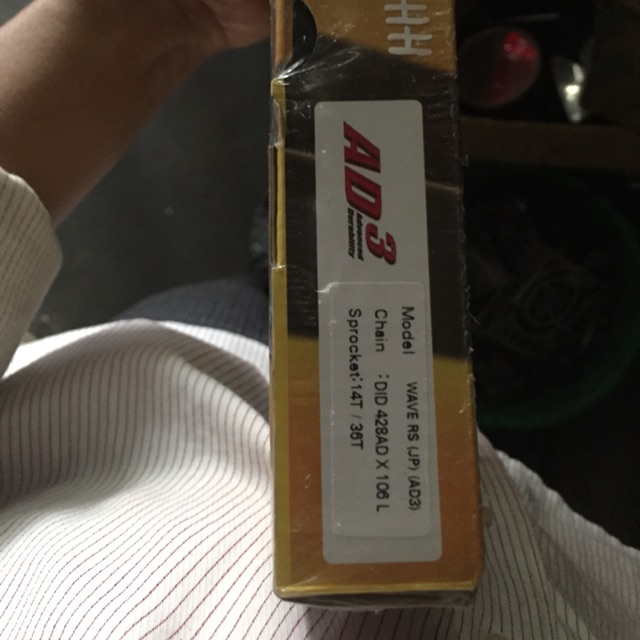 AD3
Advanced
Durability
Model WAVE RS (JP) (AD3)
Chain : DID 428AD X 106 L
Sprocket:14T / 36T